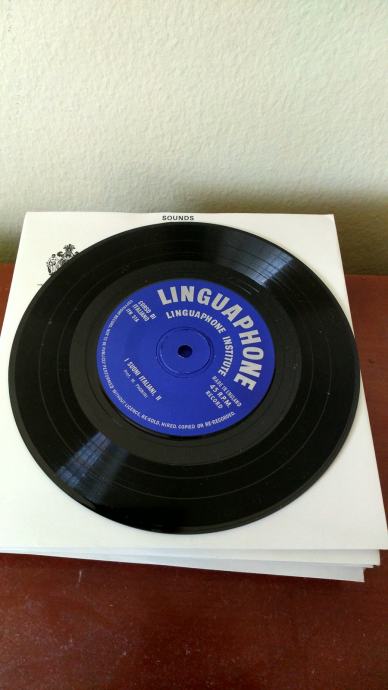 SOUNDS
LINGUAPHONE
LINGUAPHONE INSTITUTE
CORSO DI
ITALIANO
MADE IN ENGLAND
45 R.P.M.
RECORD
I SUONI ITALIANI, II
WITHOUT LICENCE, RE-SOLD, HIRED, COPIED OR RE-RECORDED.